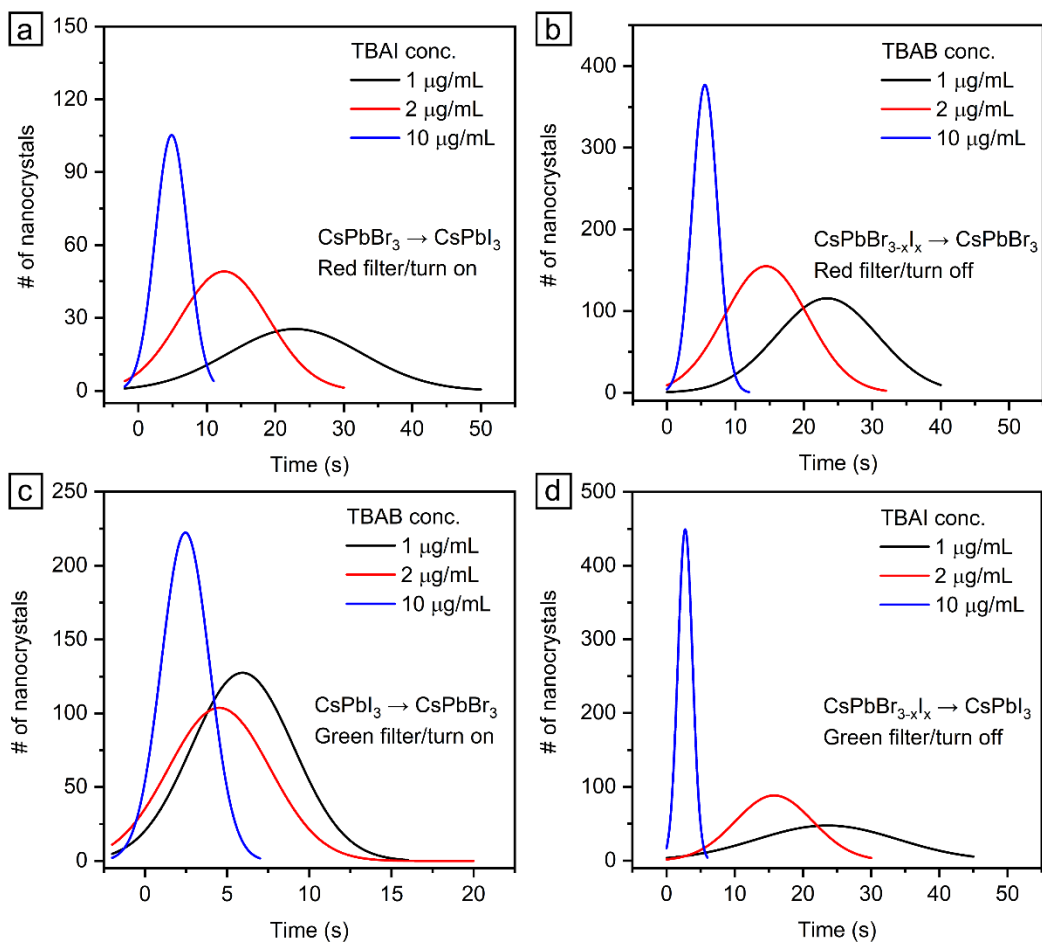 a
150
120
90
60
30
0
# of nanocrystals
TBAI conc.
1 μg/mL
2 μg/mL
10 μg/mL
CsPbBr₃ → CsPbI₃
Red filter/turn on
0 10 20 30 40 50
Time (s)
b
400
300
200
100
0
# of nanocrystals
TBAB conc.
1 μg/mL
2 μg/mL
10 μg/mL
CsPbBr₃₋ₓIₓ → CsPbBr₃
Red filter/turn off
0 10 20 30 40 50
Time (s)
c
250
200
150
100
50
0
# of nanocrystals
TBAB conc.
1 μg/mL
2 μg/mL
10 μg/mL
CsPbI₃ → CsPbBr₃
Green filter/turn on
0 5 10 15 20
Time (s)
d
500
400
300
200
100
0
# of nanocrystals
TBAI conc.
1 μg/mL
2 μg/mL
10 μg/mL
CsPbBr₃₋ₓIₓ → CsPbI₃
Green filter/turn off
0 10 20 30 40 50
Time (s)